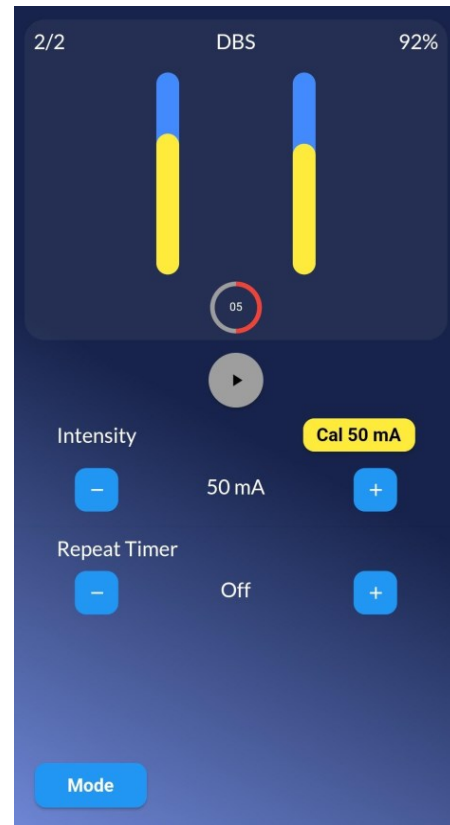 2/2 DBS 92%
05
Intensity Cal 50 mA
− 50 mA +
Repeat Timer
− Off +
Mode